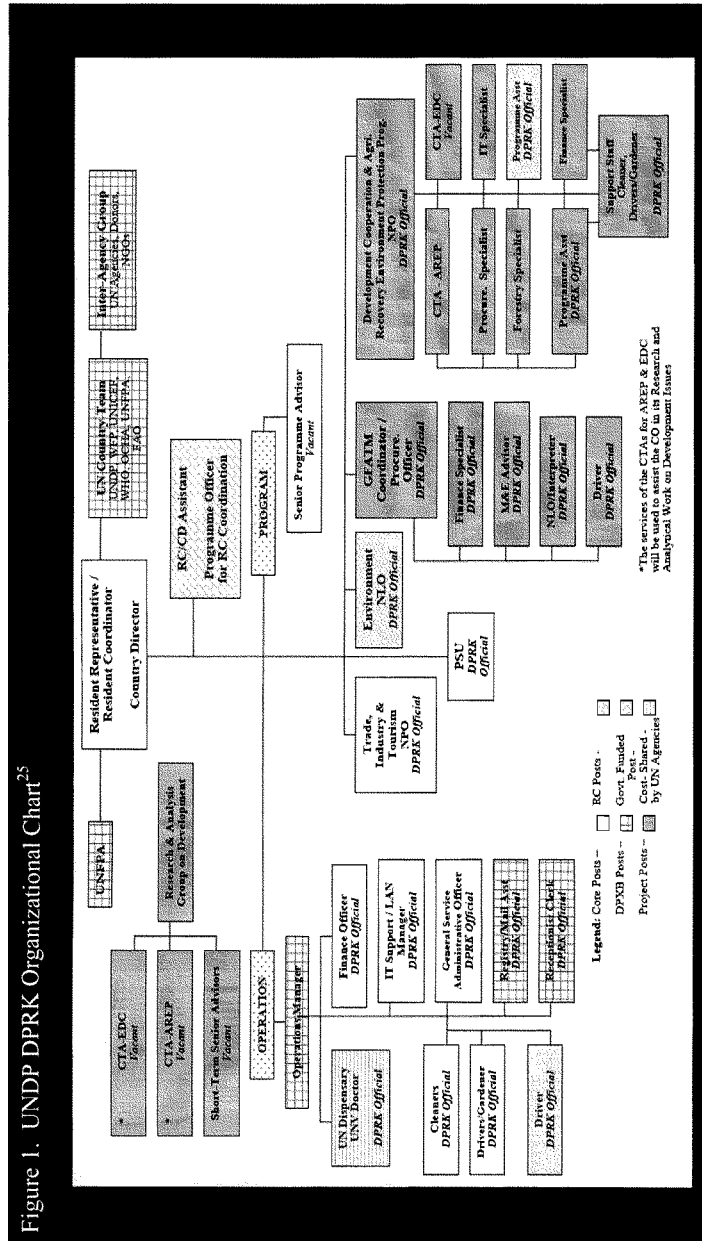 Figure 1. UNDP DPRK Organizational Chart25
UNFPA
Resident Representative /
Resident Coordinator
Country Director
UN Country Team
UNDP, WFP, UNICEF,
WHO, OCHA, UNFPA,
FAO
Inter-Agency Group
UN Agencies, Donors,
NGOs
* CTA-EDC
Vacant
* CTA-AREP
Vacant
Short-Term Senior Advisors
Vacant
Research & Analysis
Group on Development
RC/CD Assistant
Programme Officer
for RC Coordination
OPERATION
PROGRAM
Operations Manager
Senior Programme Advisor
Vacant
UN Dispensary
UNV Doctor
DPRK Official
Finance Officer
DPRK Official
IT Support / LAN
Manager
DPRK Official
General Service
Administrative Officer
DPRK Official
Registry/Mail Asst
DPRK Official
Receptionist/ Clerk
DPRK Official
Cleaners
DPRK Official
Drivers/Gardener
DPRK Official
Driver
DPRK Official
Trade,
Industry &
Tourism
NPO
DPRK Official
Environment
NLO
DPRK Official
PSU
DPRK
Official
GFATM
Coordinator /
Procure.
Officer
DPRK Official
Finance Specialist
DPRK Official
M&E Advisor
DPRK Official
NLO/Interpreter
DPRK Official
Driver
DPRK Official
Development Cooperation & Agri.
Recovery Environment Protection Prog.
NPO
DPRK Official
CTA - AREP
CTA-EDC
Vacant
Procure. Specialist
IT Specialist
Forestry Specialist
Programme Asst
DPRK Official
Programme Asst
DPRK Official
Finance Specialist
Support Staff
Cleaner,
Drivers/Gardener
DPRK Official
Legend: Core Posts --
RC Posts -
DPXB Posts --
Govt. Funded
Post -
Project Posts --
Cost- Shared -
by UN Agencies
*The services of the CTAs for AREP & EDC
will be used to assist the CO in its Research and
Analytical Work on Development Issues